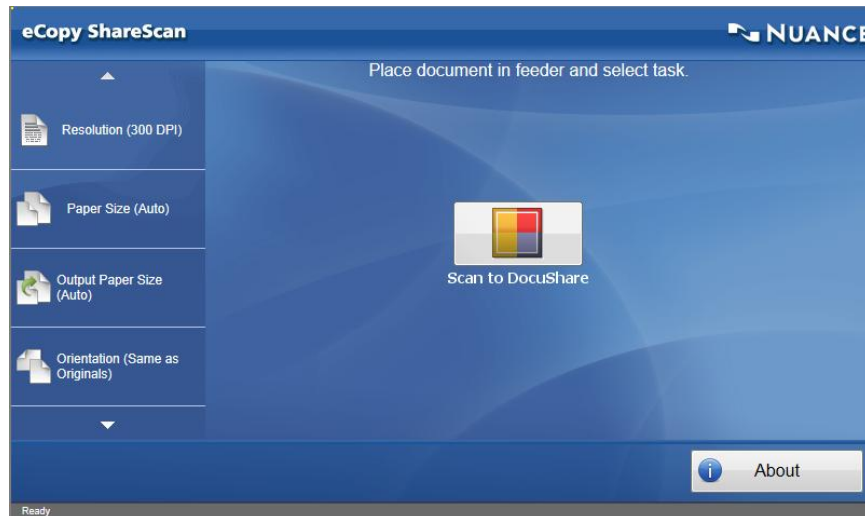 eCopy ShareScan
NUANCE
Place document in feeder and select task.
Resolution (300 DPI)
Paper Size (Auto)
Output Paper Size
(Auto)
Orientation (Same as
Originals)
Scan to DocuShare
About
Ready